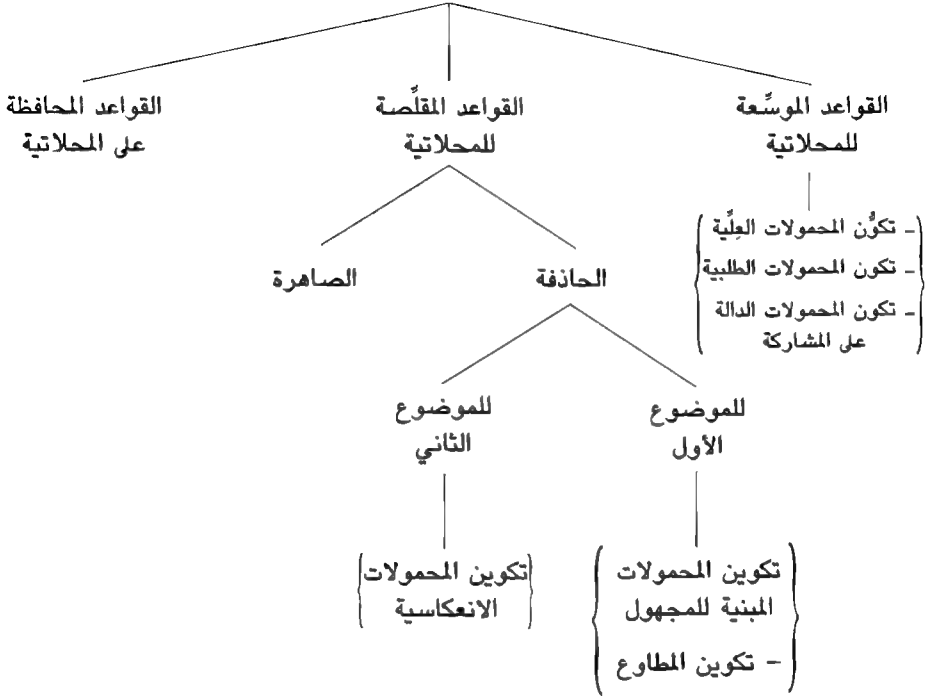 القواعد الموسِّعة
للمحلاتية
القواعد المقلِّصة
للمحلاتية
القواعد المحافظة
على المحلاتية
- تكوُّن المحمولات العِلِّية
- تكون المحمولات الطلبية
- تكون المحمولات الدالة
على المشاركة
الحاذفة
الصاهرة
للموضوع
الأول
للموضوع
الثاني
تكوين المحمولات
المبنية للمجهول
- تكوين المطاوع
تكوين المحمولات
الانعكاسية